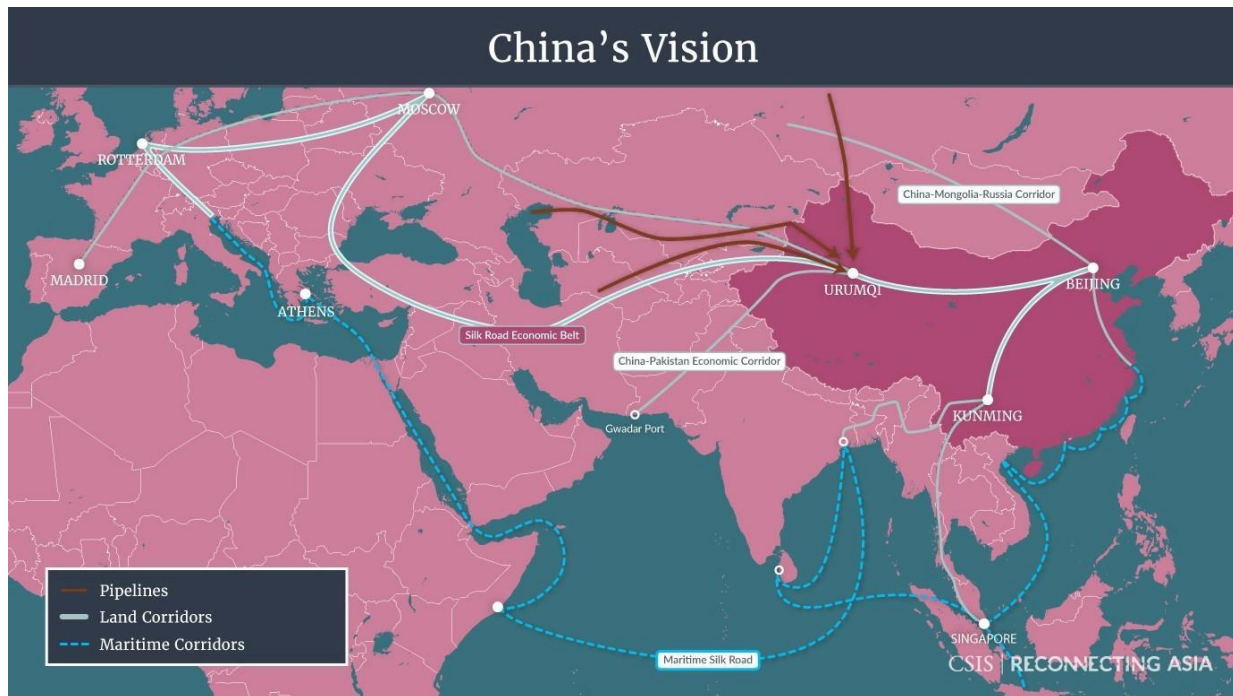 China's Vision
MOSCOW
ROTTERDAM
China-Mongolia-Russia Corridor
MADRID
URUMQI
BEIJING
ATHENS
Silk Road Economic Belt
China-Pakistan Economic Corridor
KUNMING
Gwadar Port
Pipelines
Land Corridors
Maritime Corridors
SINGAPORE
Maritime Silk Road
CSIS | RECONNECTING ASIA